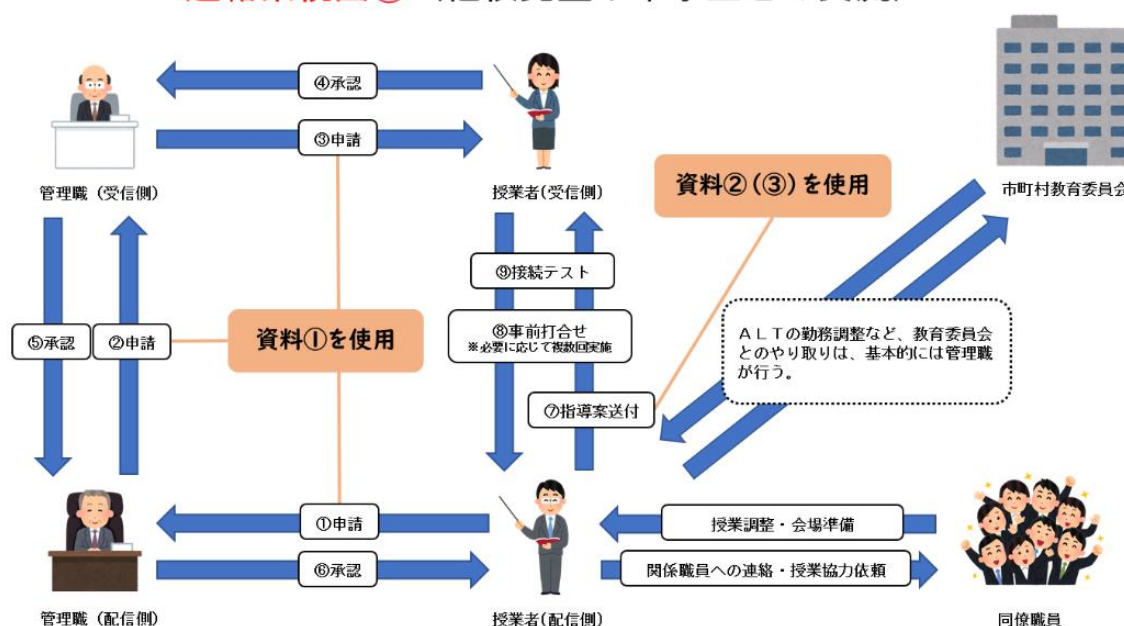 ④承認
③申請
管理職（受信側）
授業者(受信側)
資料②(③)を使用
市町村教育委員会
⑨接続テスト
⑤承認
②申請
資料①を使用
⑧事前打合せ
※必要に応じて複数回実施
ＡＬＴの勤務調整など、教育委員会
とのやり取りは、基本的には管理職
が行う。
⑦指導案送付
①申請
授業調整・会場準備
⑥承認
関係職員への連絡・授業協力依頼
管理職（配信側）
授業者(配信側)
同僚職員